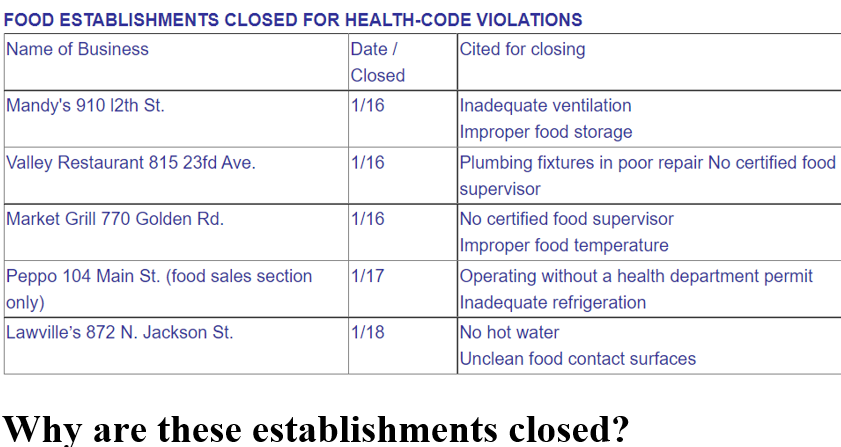 FOOD ESTABLISHMENTS CLOSED FOR HEALTH-CODE VIOLATIONS
Name of Business
Date /
Closed
Cited for closing
Mandy's 910 l2th St.
1/16
Inadequate ventilation
Improper food storage
Valley Restaurant 815 23fd Ave.
1/16
Plumbing fixtures in poor repair No certified food
supervisor
Market Grill 770 Golden Rd.
1/16
No certified food supervisor
Improper food temperature
Peppo 104 Main St. (food sales section
only)
1/17
Operating without a health department permit
Inadequate refrigeration
Lawville’s 872 N. Jackson St.
1/18
No hot water
Unclean food contact surfaces
Why are these establishments closed?